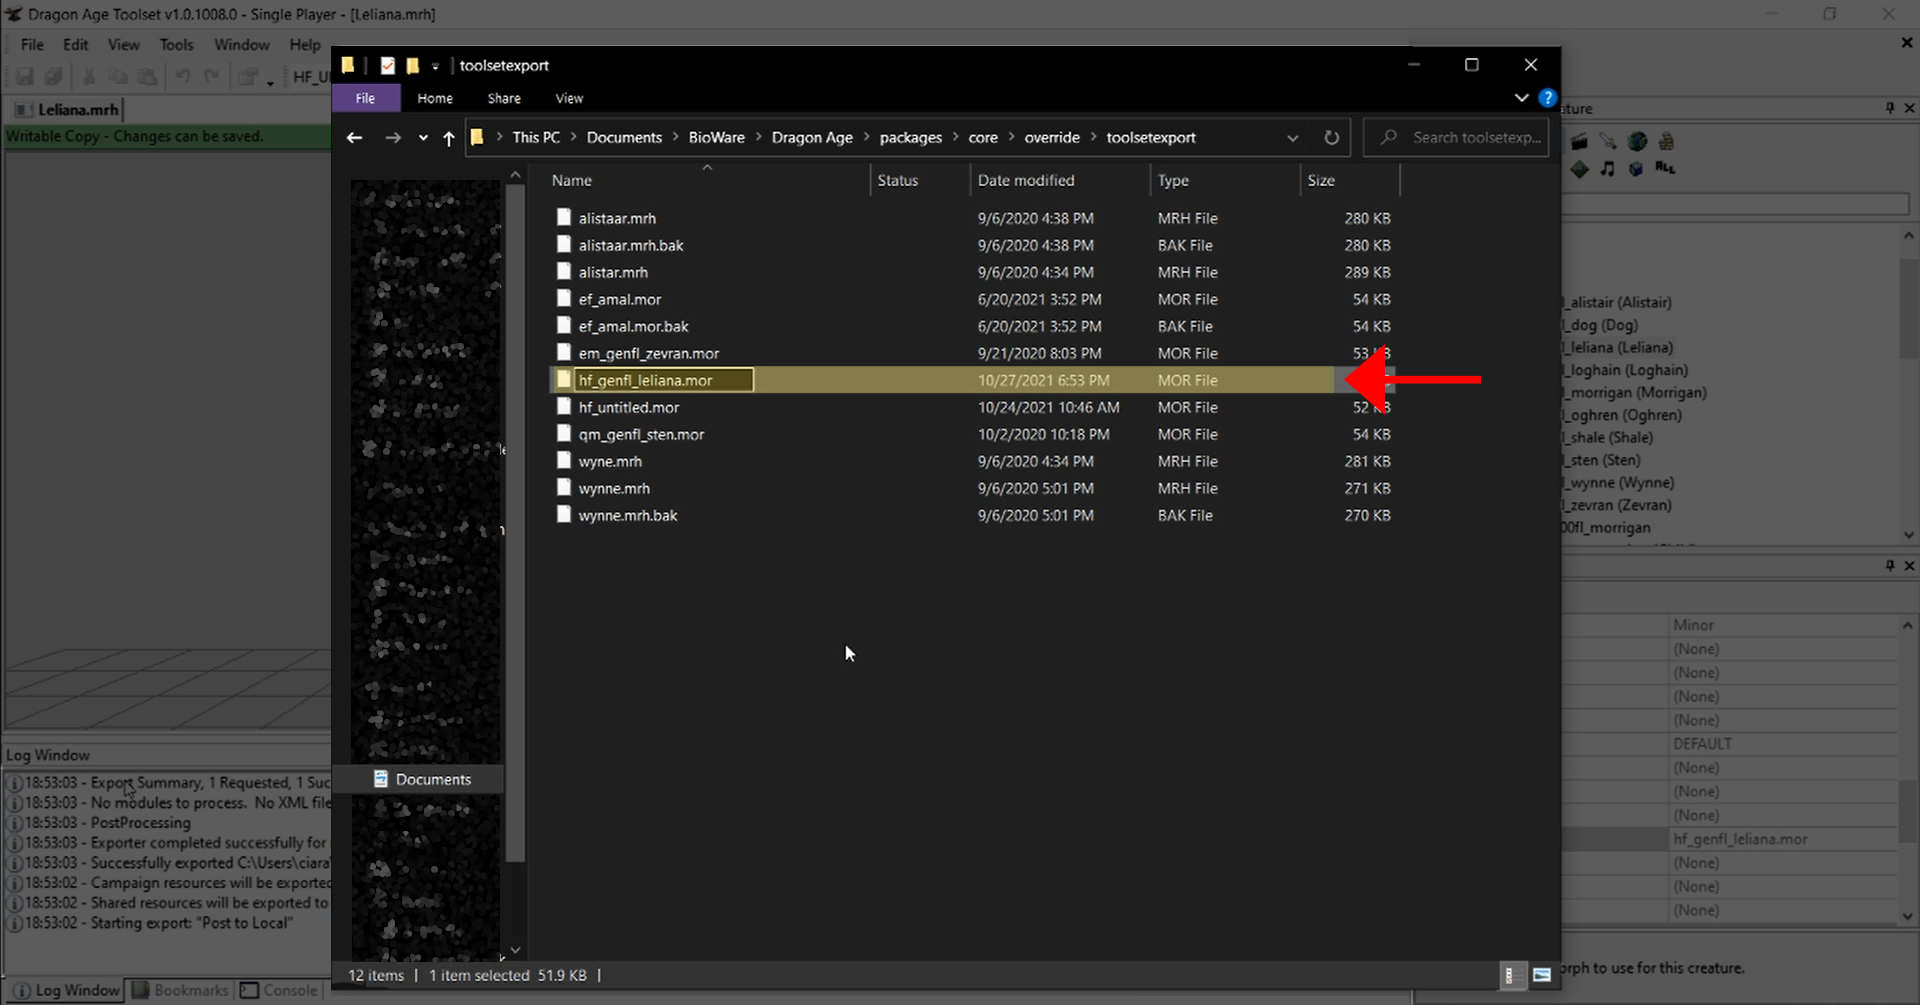 Dragon Age Toolset v1.0.1008.0 - Single Player - [Leliana.mrh]
File Edit View Tools Window Help
HF_U
Leliana.mrh
Writable Copy - Changes can be saved.
toolsetexport
File Home Share View
This PC > Documents > BioWare > Dragon Age > packages > core > override > toolsetexport
Search toolsetexp...
Name Status Date modified Type Size
alistaar.mrh 9/6/2020 4:38 PM MRH File 280 KB
alistaar.mrh.bak 9/6/2020 4:38 PM BAK File 280 KB
alistar.mrh 9/6/2020 4:34 PM MRH File 289 KB
ef_amal.mor 6/20/2021 3:52 PM MOR File 54 KB
ef_amal.mor.bak 6/20/2021 3:52 PM BAK File 54 KB
em_genfl_zevran.mor 9/21/2020 8:03 PM MOR File 53 KB
hf_genfl_leliana.mor 10/27/2021 6:53 PM MOR File
hf_untitled.mor 10/24/2021 10:46 AM MOR File 52 KB
qm_genfl_sten.mor 10/2/2020 10:18 PM MOR File 54 KB
wyne.mrh 9/6/2020 4:34 PM MRH File 281 KB
wynne.mrh 9/6/2020 5:01 PM MRH File 271 KB
wynne.mrh.bak 9/6/2020 5:01 PM BAK File 270 KB
Documents
12 items | 1 item selected 51.9 KB |
Log Window
18:53:03 - Export Summary, 1 Requested, 1 Suc
18:53:03 - No modules to process. No XML file
18:53:03 - PostProcessing
18:53:03 - Exporter completed successfully for
18:53:03 - Successfully exported C:\Users\ciara\
18:53:02 - Campaign resources will be exported
18:53:02 - Shared resources will be exported to
18:53:02 - Starting export: "Post to Local"
Log Window Bookmarks Console
ature
ALL
l_alistair (Alistair)
l_dog (Dog)
l_leliana (Leliana)
l_loghain (Loghain)
l_morrigan (Morrigan)
l_oghren (Oghren)
l_shale (Shale)
l_sten (Sten)
l_wynne (Wynne)
l_zevran (Zevran)
00fl_morrigan
Minor
(None)
(None)
(None)
(None)
DEFAULT
(None)
(None)
(None)
hf_genfl_leliana.mor
(None)
(None)
(None)
orph to use for this creature.